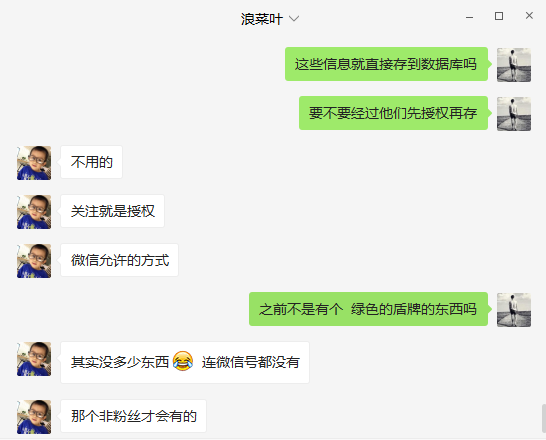 浪菜叶
这些信息就直接存到数据库吗
要不要经过他们先授权再存
不用的
关注就是授权
微信允许的方式
之前不是有个 绿色的盾牌的东西吗
其实没多少东西😂 连微信号都没有
那个非粉丝才会有的